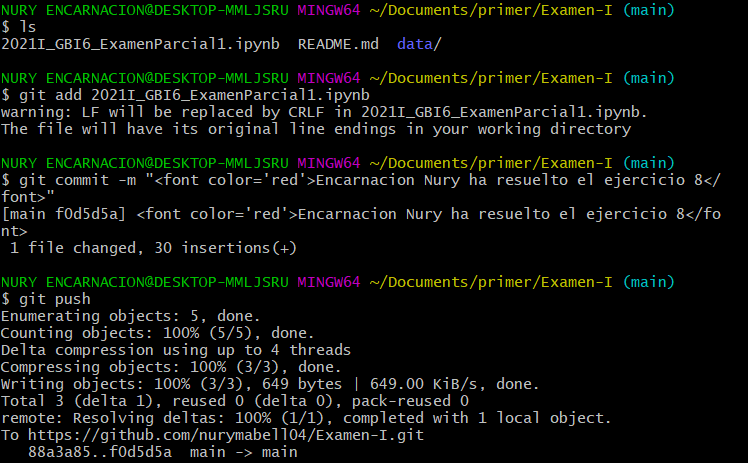 NURY ENCARNACION@DESKTOP-MMLJSRU MINGW64 ~/Documents/primer/Examen-I (main)
$ ls
2021I_GBI6_ExamenParcial1.ipynb  README.md  data/
NURY ENCARNACION@DESKTOP-MMLJSRU MINGW64 ~/Documents/primer/Examen-I (main)
$ git add 2021I_GBI6_ExamenParcial1.ipynb
warning: LF will be replaced by CRLF in 2021I_GBI6_ExamenParcial1.ipynb.
The file will have its original line endings in your working directory
NURY ENCARNACION@DESKTOP-MMLJSRU MINGW64 ~/Documents/primer/Examen-I (main)
$ git commit -m "<font color='red'>Encarnacion Nury ha resuelto el ejercicio 8</
font>"
[main f0d5d5a] <font color='red'>Encarnacion Nury ha resuelto el ejercicio 8</fo
nt>
 1 file changed, 30 insertions(+)
NURY ENCARNACION@DESKTOP-MMLJSRU MINGW64 ~/Documents/primer/Examen-I (main)
$ git push
Enumerating objects: 5, done.
Counting objects: 100% (5/5), done.
Delta compression using up to 4 threads
Compressing objects: 100% (3/3), done.
Writing objects: 100% (3/3), 649 bytes | 649.00 KiB/s, done.
Total 3 (delta 1), reused 0 (delta 0), pack-reused 0
remote: Resolving deltas: 100% (1/1), completed with 1 local object.
To https://github.com/nurymabell04/Examen-I.git
   88a3a85..f0d5d5a  main -> main